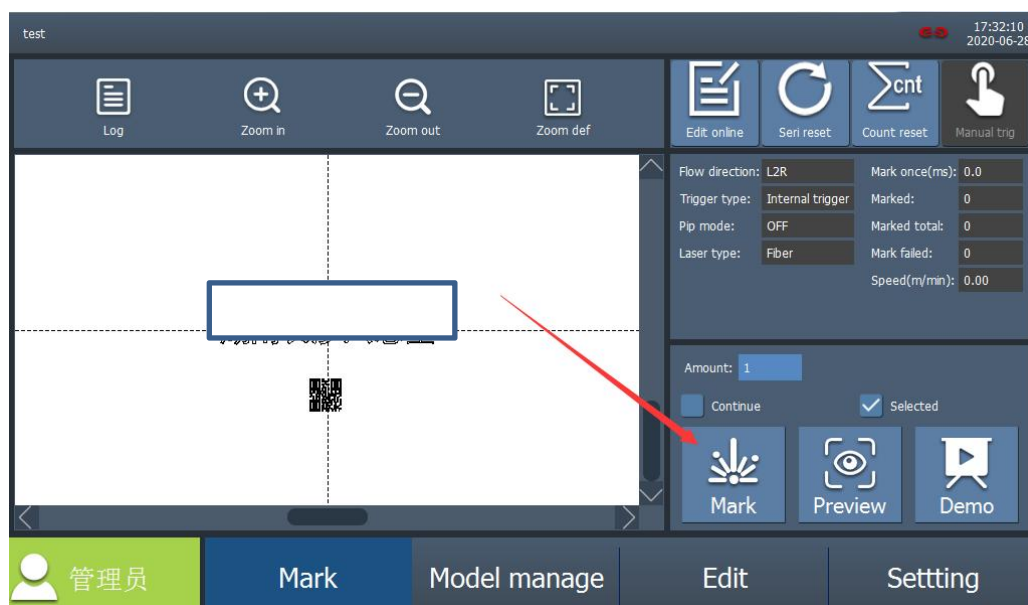 test
17:32:10
2020-06-28
Log
Zoom in
Zoom out
Zoom def
Edit online
Seri reset
cnt
Count reset
Manual trig
Flow direction: L2R
Mark once(ms): 0.0
Trigger type: Internal trigger
Marked: 0
Pip mode: OFF
Marked total: 0
Laser type: Fiber
Mark failed: 0
Speed(m/min): 0.00
Amount: 1
Continue
Selected
Mark
Preview
Demo
管理员
Mark
Model manage
Edit
Settting